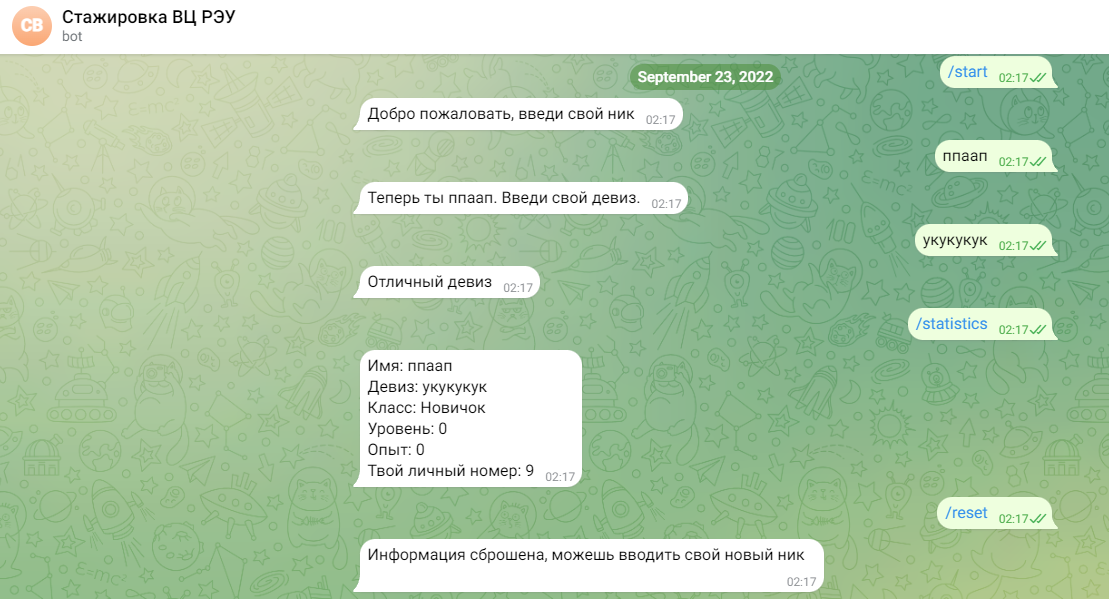 СВ
Стажировка ВЦ РЭУ
bot
September 23, 2022
/start 02:17
Добро пожаловать, введи свой ник 02:17
ппаап 02:17
Теперь ты ппаап. Введи свой девиз. 02:17
укукукук 02:17
Отличный девиз 02:17
/statistics 02:17
Имя: ппаап
Девиз: укукукук
Класс: Новичок
Уровень: 0
Опыт: 0
Твой личный номер: 9 02:17
/reset 02:17
Информация сброшена, можешь вводить свой новый ник
02:17